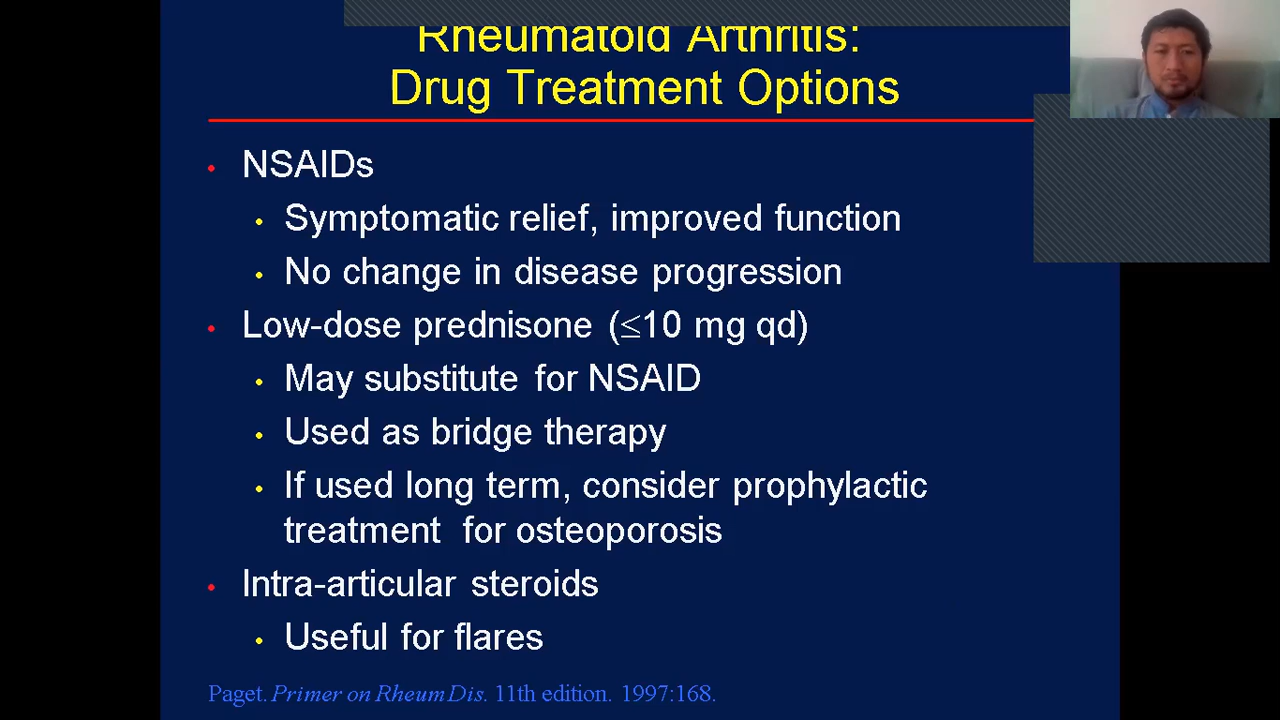 Rheumatoid Arthritis:
Drug Treatment Options
• NSAIDs
• Symptomatic relief, improved function
• No change in disease progression
• Low-dose prednisone (≤10 mg qd)
• May substitute for NSAID
• Used as bridge therapy
• If used long term, consider prophylactic
treatment for osteoporosis
• Intra-articular steroids
• Useful for flares
Paget. Primer on Rheum Dis. 11th edition. 1997:168.